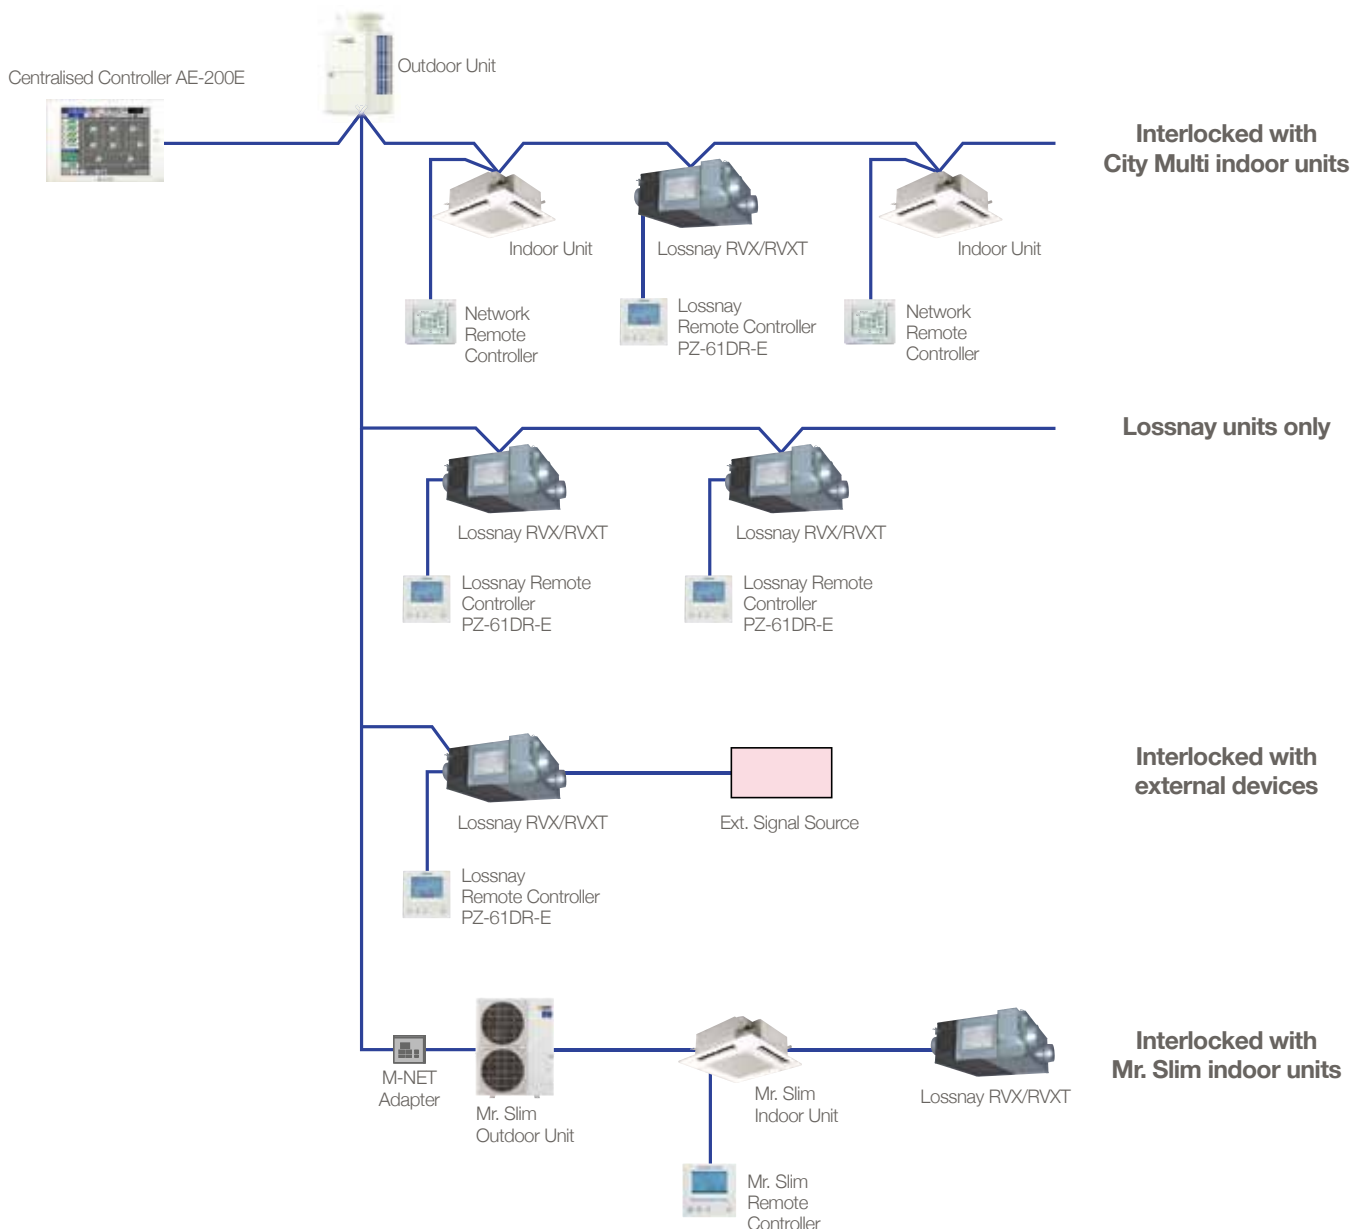 Centralised Controller AE-200E
Outdoor Unit
Interlocked with
City Multi indoor units
Indoor Unit
Lossnay RVX/RVXT
Indoor Unit
Network
Remote
Controller
Lossnay
Remote Controller
PZ-61DR-E
Network
Remote
Controller
Lossnay units only
Lossnay RVX/RVXT
Lossnay RVX/RVXT
Lossnay Remote
Controller
PZ-61DR-E
Lossnay Remote
Controller
PZ-61DR-E
Interlocked with
external devices
Lossnay RVX/RVXT
Ext. Signal Source
Lossnay
Remote Controller
PZ-61DR-E
Interlocked with
Mr. Slim indoor units
M-NET
Adapter
Mr. Slim
Outdoor Unit
Mr. Slim
Indoor Unit
Lossnay RVX/RVXT
Mr. Slim
Remote
Controller